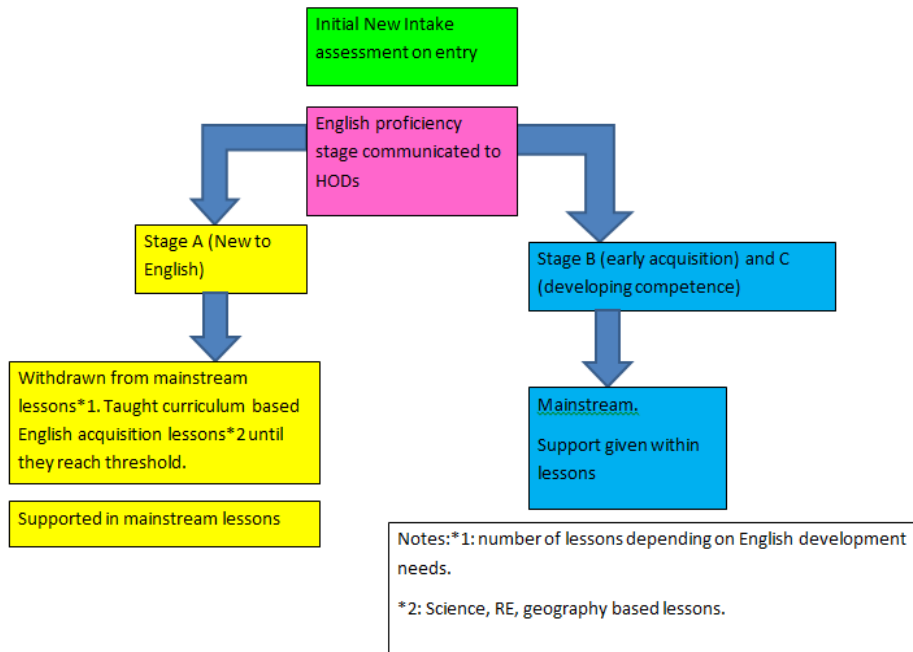 Initial New Intake
assessment on entry
English proficiency
stage communicated to
HODs
Stage A (New to
English)
Stage B (early acquisition) and C
(developing competence)
Withdrawn from mainstream
lessons*1. Taught curriculum based
English acquisition lessons*2 until
they reach threshold.
Mainstream.
Support given within
lessons
Supported in mainstream lessons
Notes:*1: number of lessons depending on English development
needs.
*2: Science, RE, geography based lessons.